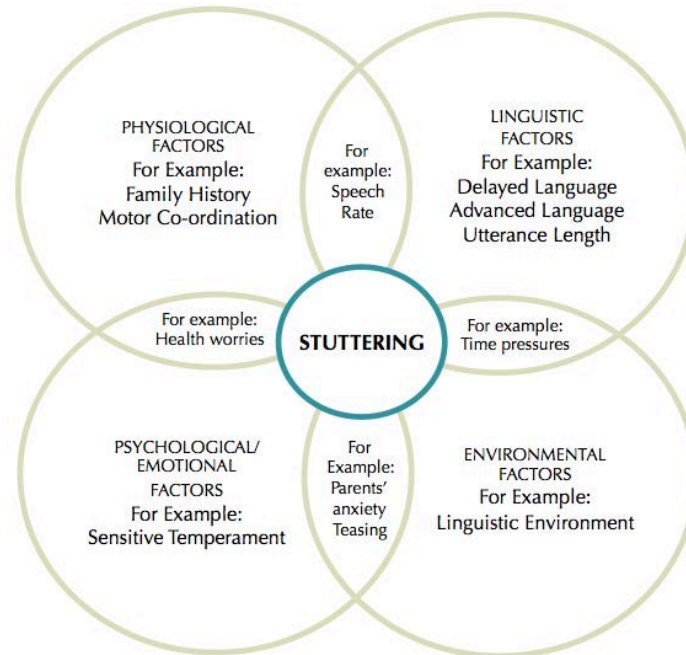 PHYSIOLOGICAL
FACTORS
For Example:
Family History
Motor Co-ordination
For
example:
Speech
Rate
LINGUISTIC
FACTORS
For Example:
Delayed Language
Advanced Language
Utterance Length
For example:
Health worries
STUTTERING
For example:
Time pressures
PSYCHOLOGICAL/
EMOTIONAL
FACTORS
For Example:
Sensitive Temperament
For
Example:
Parents’
anxiety
Teasing
ENVIRONMENTAL
FACTORS
For Example:
Linguistic Environment